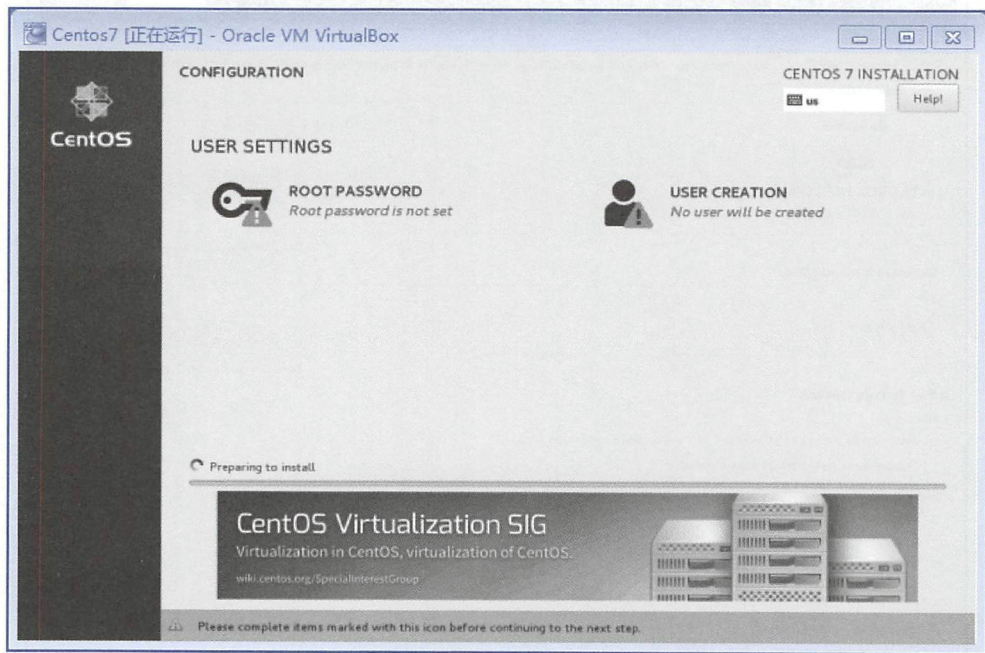 Centos7 [正在运行] - Oracle VM VirtualBox
CentOS
CONFIGURATION
CENTOS 7 INSTALLATION
us
Help!
USER SETTINGS
ROOT PASSWORD
Root password is not set
USER CREATION
No user will be created
Preparing to install
CentOS Virtualization SIG
Virtualization in CentOS, virtualization of CentOS.
wiki.centos.org/SpecialInterestGroup
Please complete items marked with this icon before continuing to the next step.